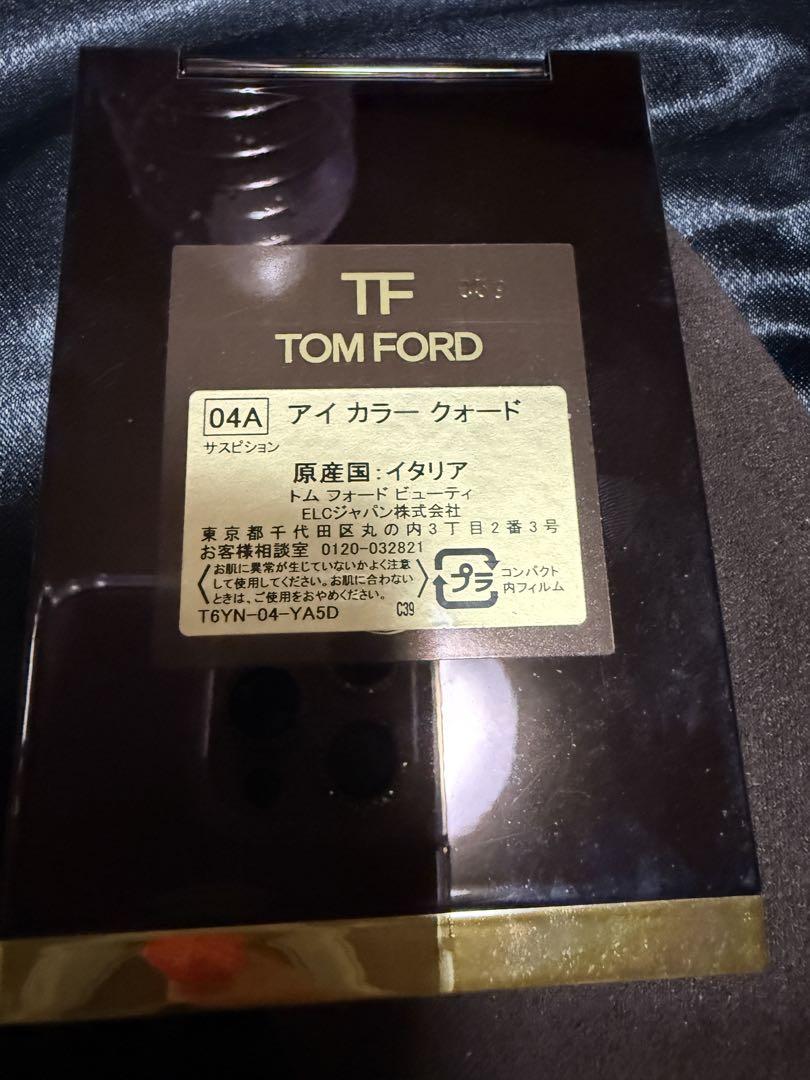 TF
TOM FORD
04A アイ カラー クォード
サスピション
原産国:イタリア
トム フォード ビューティ
ELCジャパン株式会社
東京都千代田区丸の内3丁目2番3号
お客様相談室 0120-032821
お肌に異常が生じていないかよく注意
して使用してください。お肌に合わない
ときは、ご使用をおやめください。
プラ
コンパクト
内フィルム
T6YN-04-YA5D C39